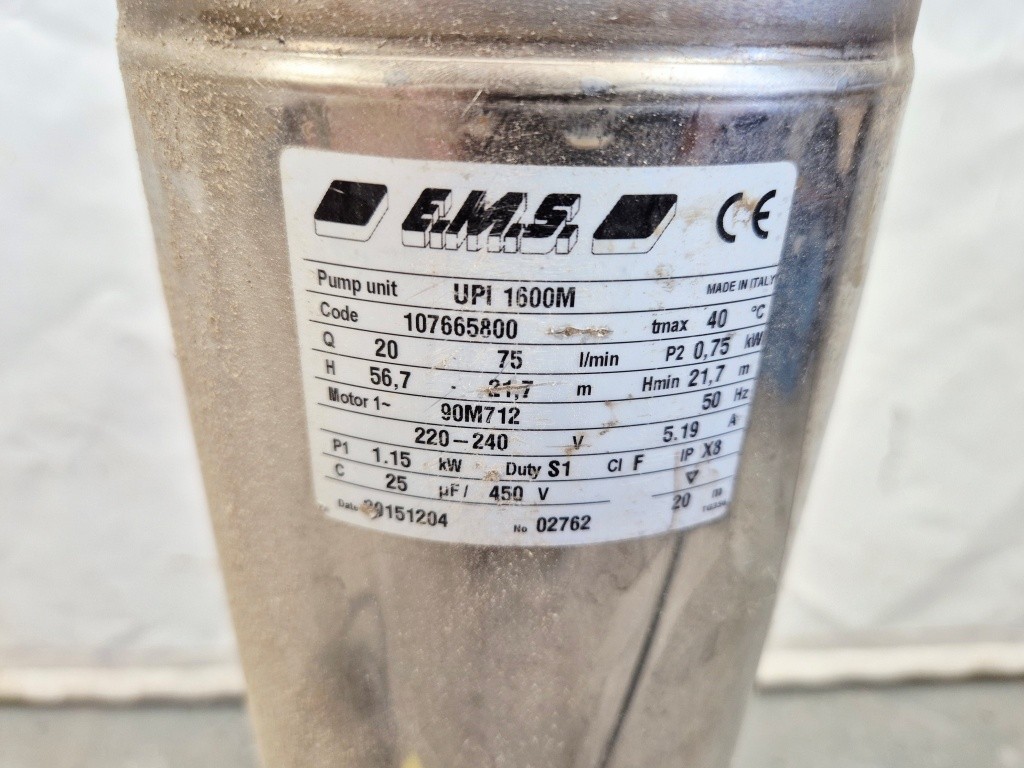 E.M.S. CE
Pump unit UPI 1600M MADE IN ITALY
Code 107665800 tmax 40 °C
Q 20 75 l/min P2 0,75 kW
H 56,7 - 21,7 m Hmin 21,7 m
Motor 1~ 90M712 50 Hz
220-240 V 5.19 A
P1 1.15 kW Duty S1 Cl F IP X8
C 25 µF/ 450 V ▽ 20 m
Date No 02762